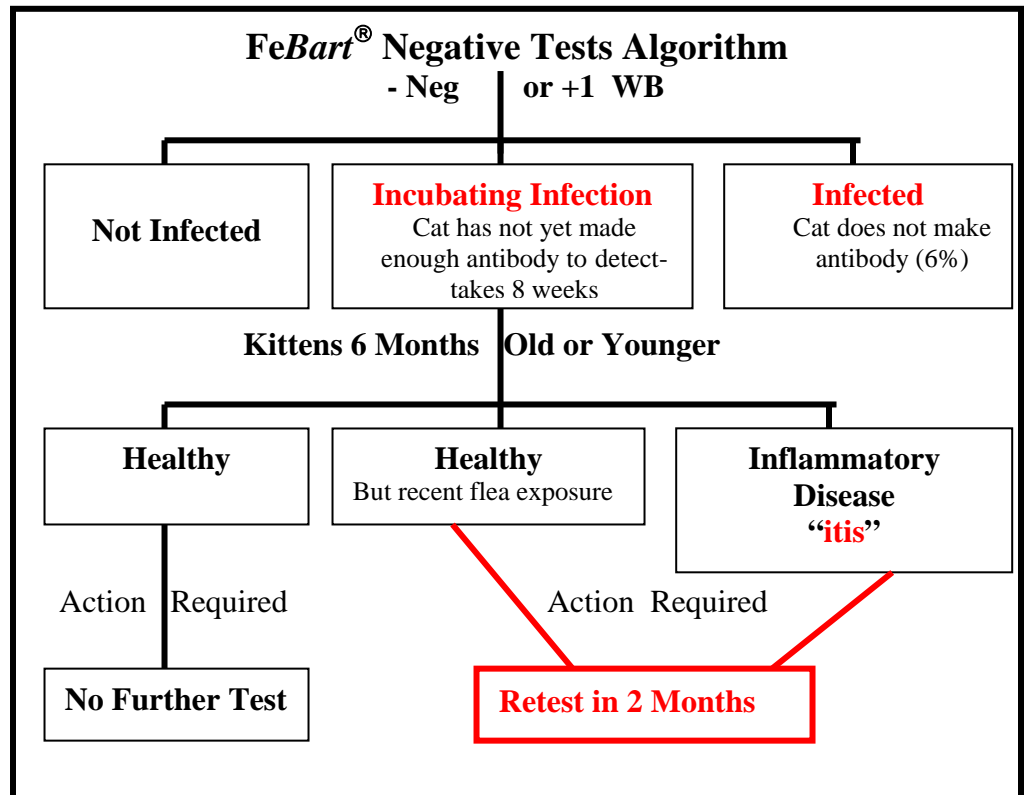 FeBart® Negative Tests Algorithm
- Neg or +1 WB
Not Infected
Incubating Infection
Cat has not yet made
enough antibody to detect-
takes 8 weeks
Infected
Cat does not make
antibody (6%)
Kittens 6 Months Old or Younger
Healthy
Healthy
But recent flea exposure
Inflammatory
Disease
“itis”
Action Required
Action Required
No Further Test
Retest in 2 Months